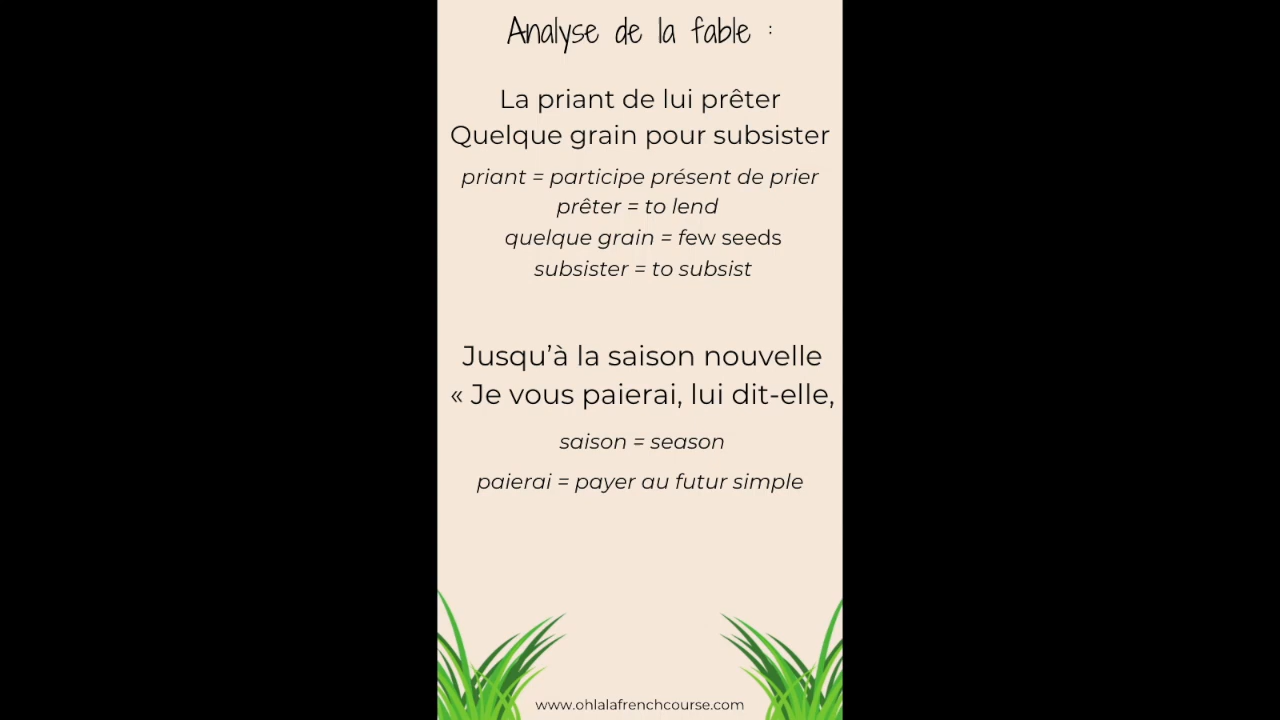 Analyse de la fable :
La priant de lui prêter
Quelque grain pour subsister
priant = participe présent de prier
prêter = to lend
quelque grain = few seeds
subsister = to subsist
Jusqu’à la saison nouvelle
« Je vous paierai, lui dit-elle,
saison = season
paierai = payer au futur simple
www.ohlalafrenchcourse.com